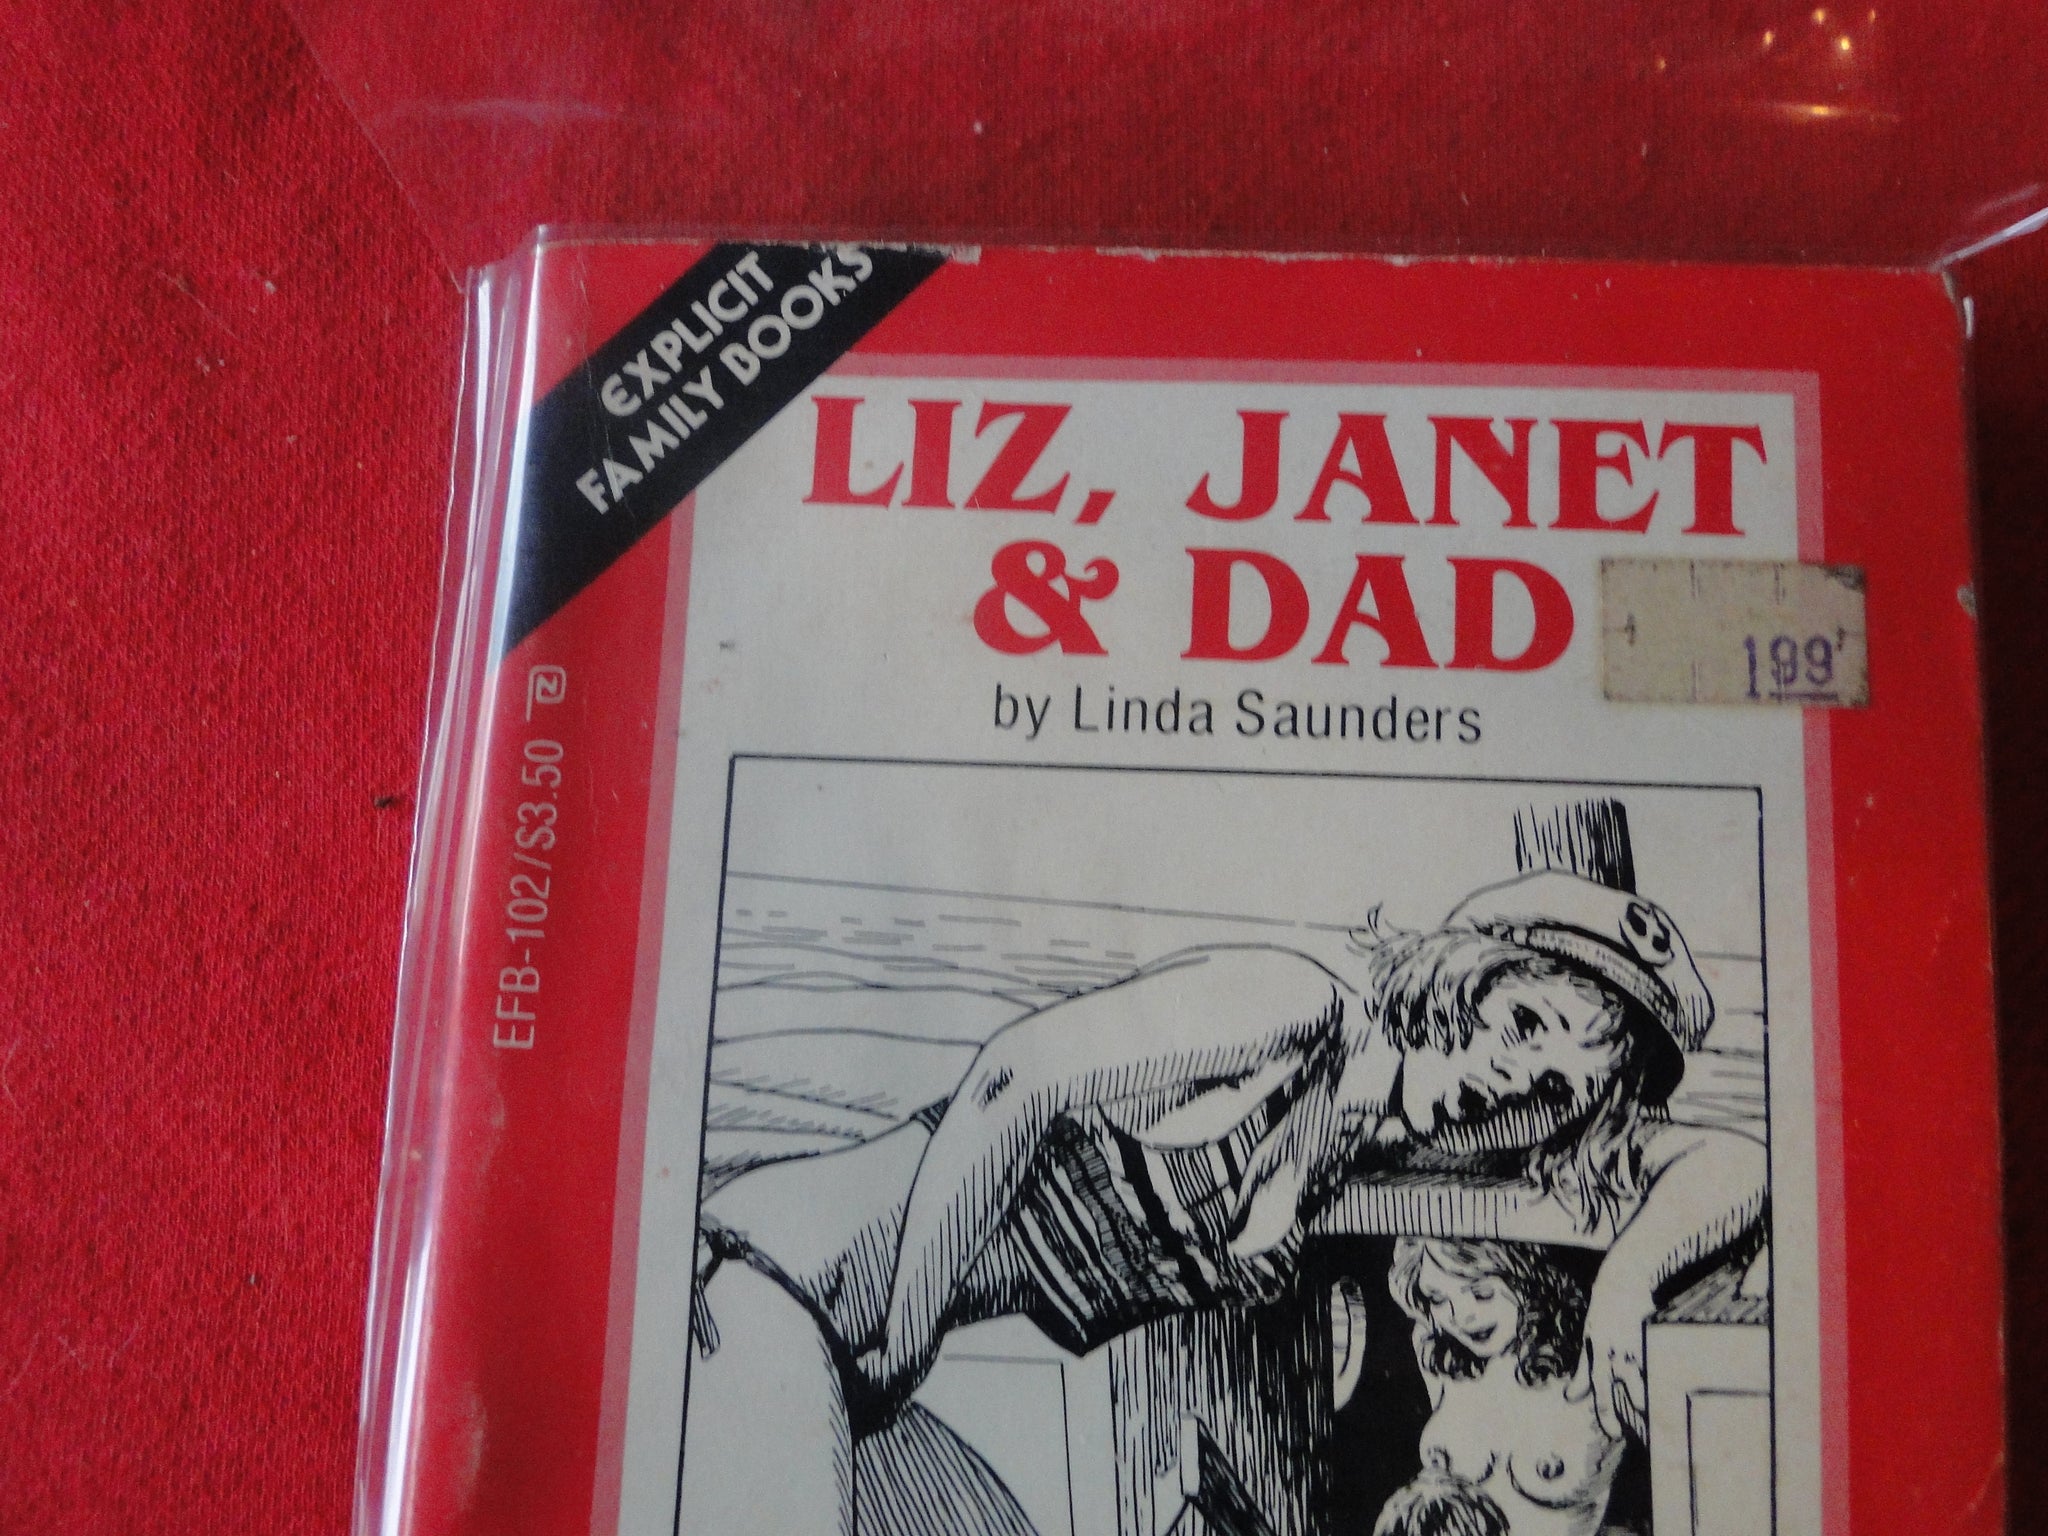 EXPLICIT
FAMILY BOOKS
LIZ, JANET
& DAD
199
by Linda Saunders
EFB-102/$3.50